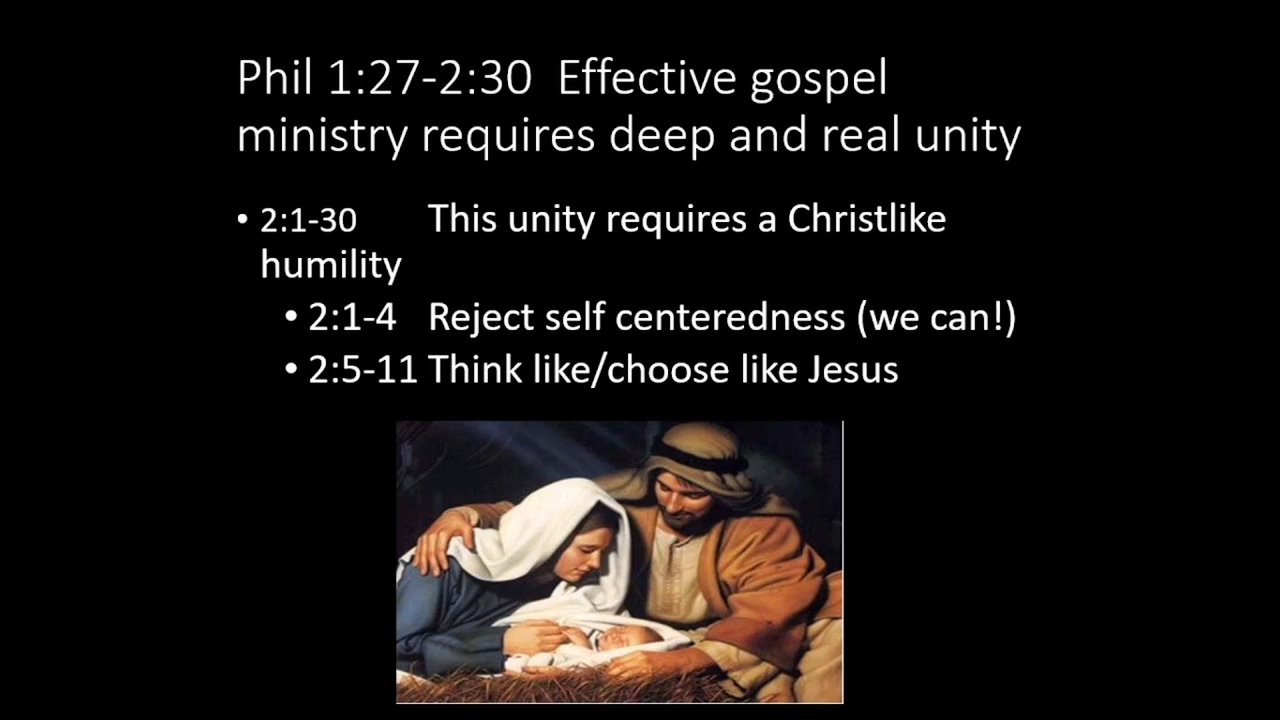 Phil 1:27-2:30  Effective gospel
ministry requires deep and real unity
• 2:1-30 This unity requires a Christlike
humility
• 2:1-4 Reject self centeredness (we can!)
• 2:5-11 Think like/choose like Jesus